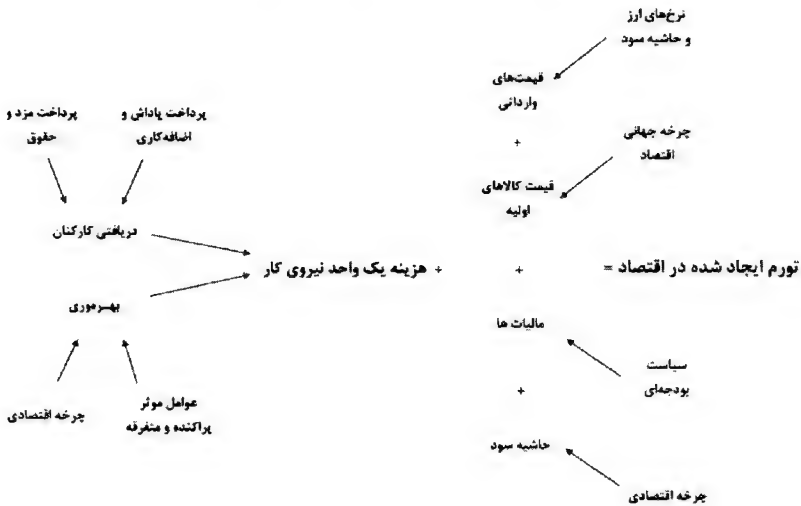 نرخ‌های ارز
و حاشیه سود
قیمت‌های
وارداتی
+
چرخه جهانی
اقتصاد
قیمت کالاهای
اولیه
تورم ایجاد شده در اقتصاد =
+
+ هزینه یک واحد نیروی کار
مالیات ها
سیاست
بودجه‌ای
+
حاشیه سود
چرخه اقتصادی
پرداخت پاداش و
اضافه‌کاری
پرداخت مزد و
حقوق
دریافتی کارکنان
بهره‌وری
عوامل موثر
پراکنده و متفرقه
چرخه اقتصادی